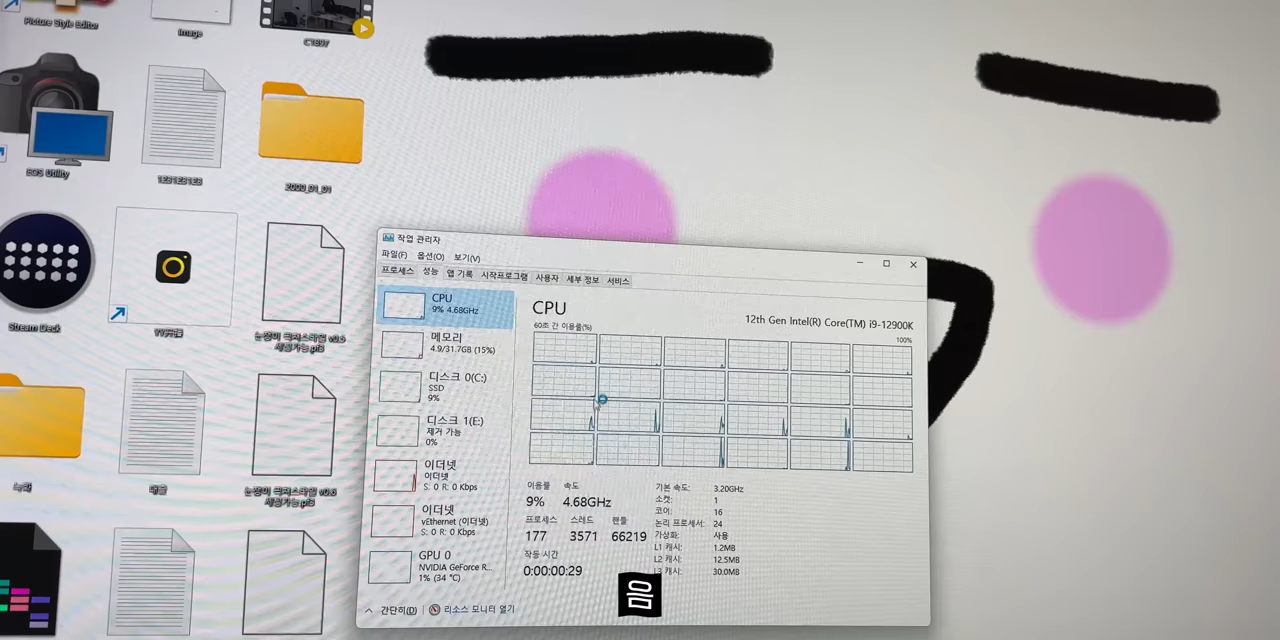 Picture Style Editor
Image
C1897
EOS Utility
123123123
2000_01_01
Stream Deck
녹화
댓글
작업 관리자
파일(F) 옵션(O) 보기(V)
프로세스 성능 앱 기록 시작프로그램 사용자 세부 정보 서비스
CPU
9% 4.68GHz
메모리
4.9/31.7GB (15%)
디스크 0(C:)
SSD
9%
디스크 1(E:)
제거 가능
0%
이더넷
이더넷
S: 0 R: 0 Kbps
이더넷
vEthernet (이더넷)
S: 0 R: 0 Kbps
GPU 0
NVIDIA GeForce R...
1% (34 °C)
CPU
12th Gen Intel(R) Core(TM) i9-12900K
60초 간 이용률(%)
100%
이용률 속도
9% 4.68GHz
프로세스 스레드 핸들
177 3571 66219
작동 시간
0:00:00:29
기본 속도: 3.20GHz
소켓: 1
코어: 16
논리 프로세서: 24
가상화: 사용
L1 캐시: 1.2MB
L2 캐시: 12.5MB
L3 캐시: 30.0MB
간단히(D) 리소스 모니터 열기